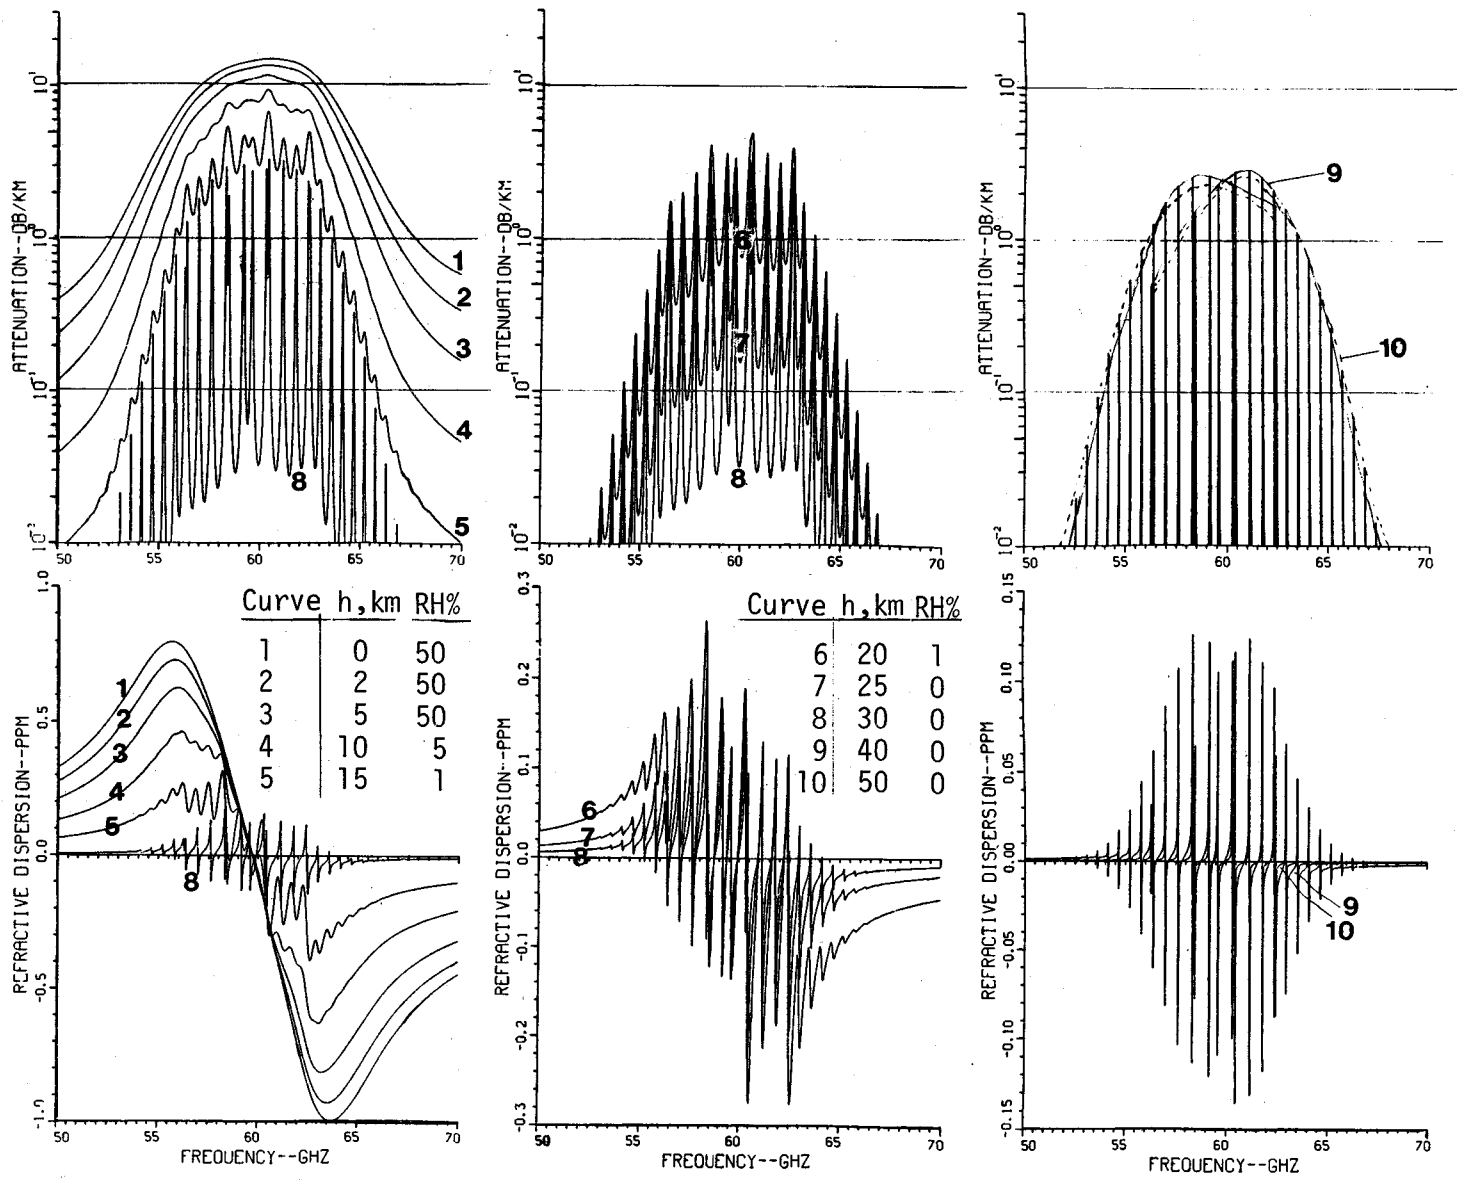 ATTENUATION--DB/KM
10¹
10⁰
10⁻¹
10⁻²
1
2
3
4
5
8
50 55 60 65 70
ATTENUATION--DB/KM
10¹
10⁰
10⁻¹
10⁻²
6
7
8
50 55 60 65 70
ATTENUATION--DB/KM
10¹
10⁰
10⁻¹
10⁻²
9
10
50 55 60 65 70
REFRACTIVE DISPERSION--PPM
1.0
0.5
0.0
-0.5
-1.0
1
2
3
4
5
8
Curve h,km RH%
1 0 50
2 2 50
3 5 50
4 10 5
5 15 1
50 55 60 65 70
FREQUENCY--GHZ
REFRACTIVE DISPERSION--PPM
0.3
0.2
0.1
0.0
-0.1
-0.2
-0.3
6
7
8
Curve h,km RH%
6 20 1
7 25 0
8 30 0
9 40 0
10 50 0
50 55 60 65 70
FREQUENCY--GHZ
REFRACTIVE DISPERSION--PPM
0.15
0.10
0.05
0.00
-0.05
-0.10
-0.15
9
10
50 55 60 65 70
FREQUENCY--GHZ